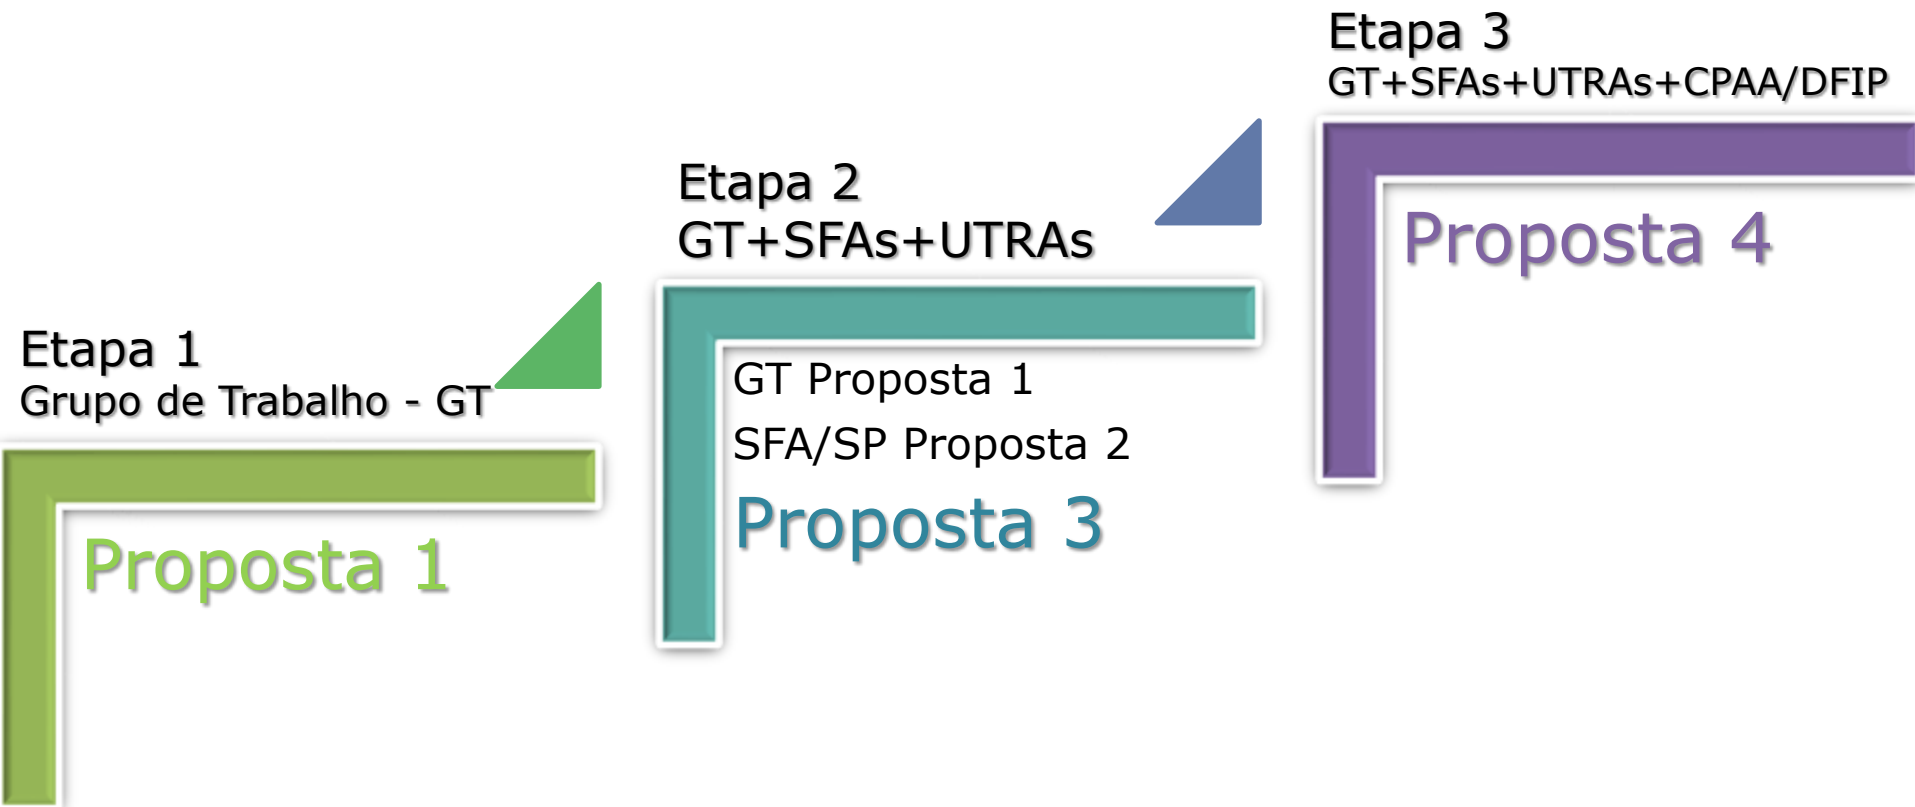 Etapa 1
Grupo de Trabalho - GT
Proposta 1
Etapa 2
GT+SFAs+UTRAs
GT Proposta 1
SFA/SP Proposta 2
Proposta 3
Etapa 3
GT+SFAs+UTRAs+CPAA/DFIP
Proposta 4